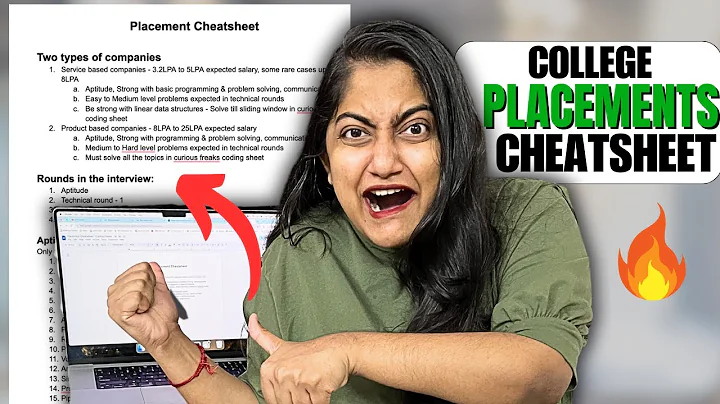 Placement Cheatsheet
Two types of companies
1. Service based companies - 3.2LPA to 5LPA expected salary, some rare cases
8LPA
a. Aptitude, Strong with basic programming & problem solving,
b. Easy to Medium level problems expected in technical rounds
c. Be strong with linear data structures - Solve till sliding window in
coding sheet
2. Product based companies - 8LPA to 25LPA expected salary
a. Aptitude, Strong with programming & problem solving,
b. Medium to Hard level problems expected in technical rounds
c. Must solve all the topics in curious freaks coding sheet
Rounds in the interview:
1. Aptitude
2. Technical round - 1
Only
COLLEGE
PLACEMENTS
CHEATSHEET